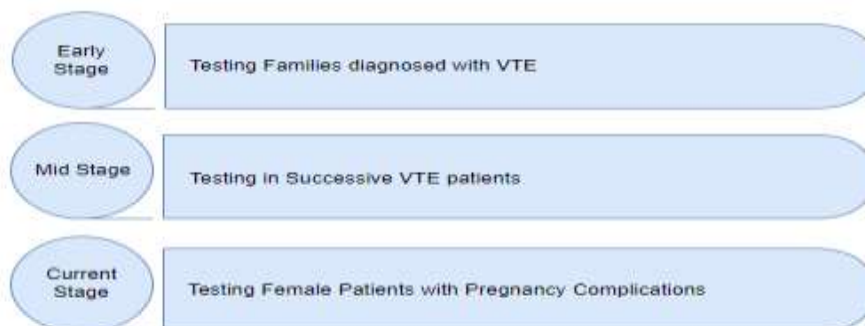 Early
Stage
Testing Families diagnosed with VTE
Mid Stage
Testing in Successive VTE patients
Current
Stage
Testing Female Patients with Pregnancy Complications